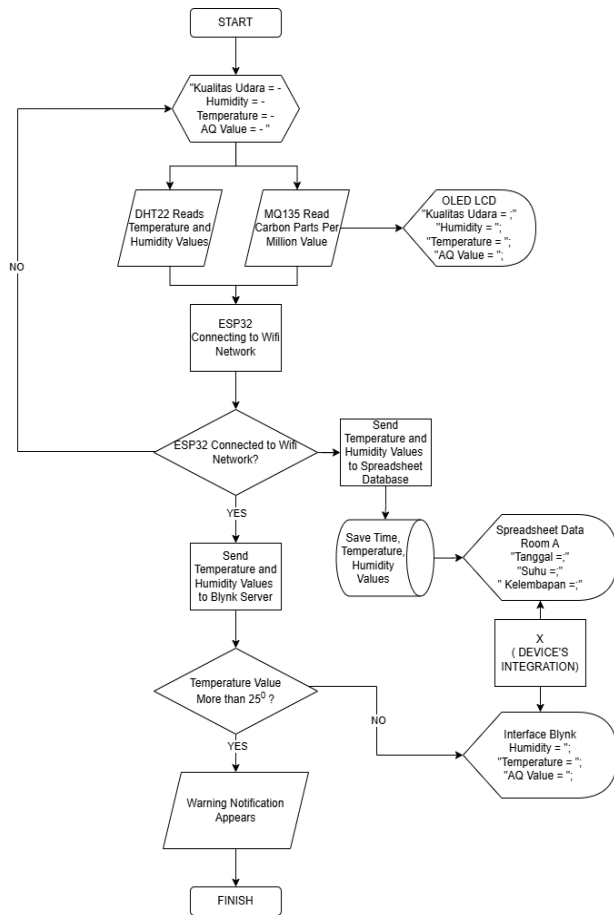 START
"Kualitas Udara = -
Humidity = -
Temperature = -
AQ Value = - "
DHT22 Reads
Temperature and
Humidity Values
MQ135 Read
Carbon Parts Per
Million Value
OLED LCD
"Kualitas Udara = ;"
"Humidity = ";
"Temperature = ";
"AQ Value = ";
NO
ESP32
Connecting to Wifi
Network
ESP32 Connected to Wifi
Network?
Send
Temperature and
Humidity Values
to Spreadsheet
Database
YES
Save Time,
Temperature,
Humidity
Values
Spreadsheet Data
Room A
"Tanggal =;"
"Suhu =;"
" Kelembapan =;"
Send
Temperature and
Humidity Values
to Blynk Server
X
( DEVICE'S
INTEGRATION)
Temperature Value
More than 25⁰ ?
NO
YES
Interface Blynk
Humidity = ";
"Temperature = ";
"AQ Value = ";
Warning Notification
Appears
FINISH